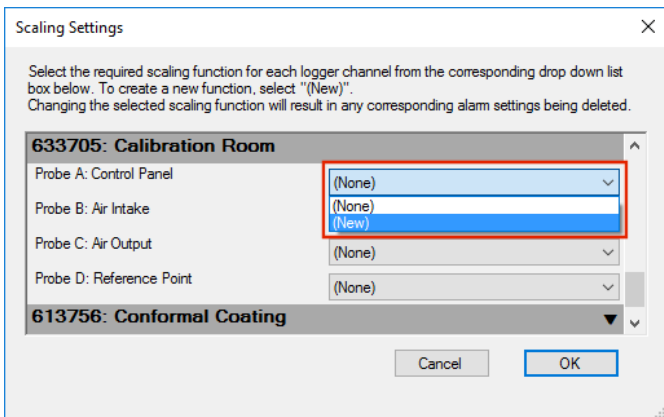 Scaling Settings
Select the required scaling function for each logger channel from the corresponding drop down list
box below. To create a new function, select "(New)".
Changing the selected scaling function will result in any corresponding alarm settings being deleted.
633705: Calibration Room
Probe A: Control Panel
(None)
(None)
Probe B: Air Intake
(New)
Probe C: Air Output
(None)
Probe D: Reference Point
(None)
613756: Conformal Coating
Cancel
OK